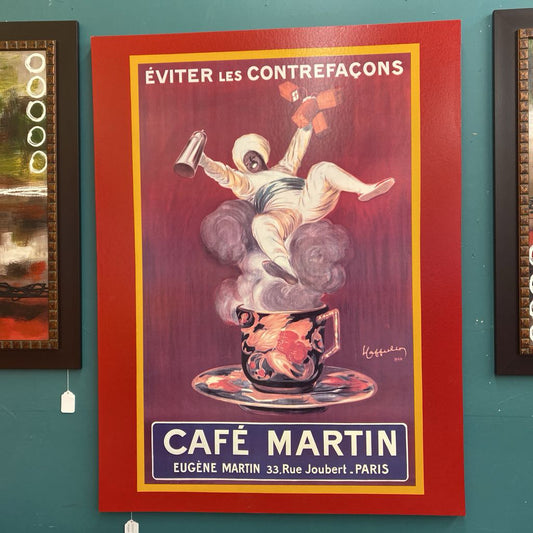 ÉVITER LES CONTREFAÇONS
CAFÉ MARTIN
EUGÈNE MARTIN 33, Rue Joubert - PARIS